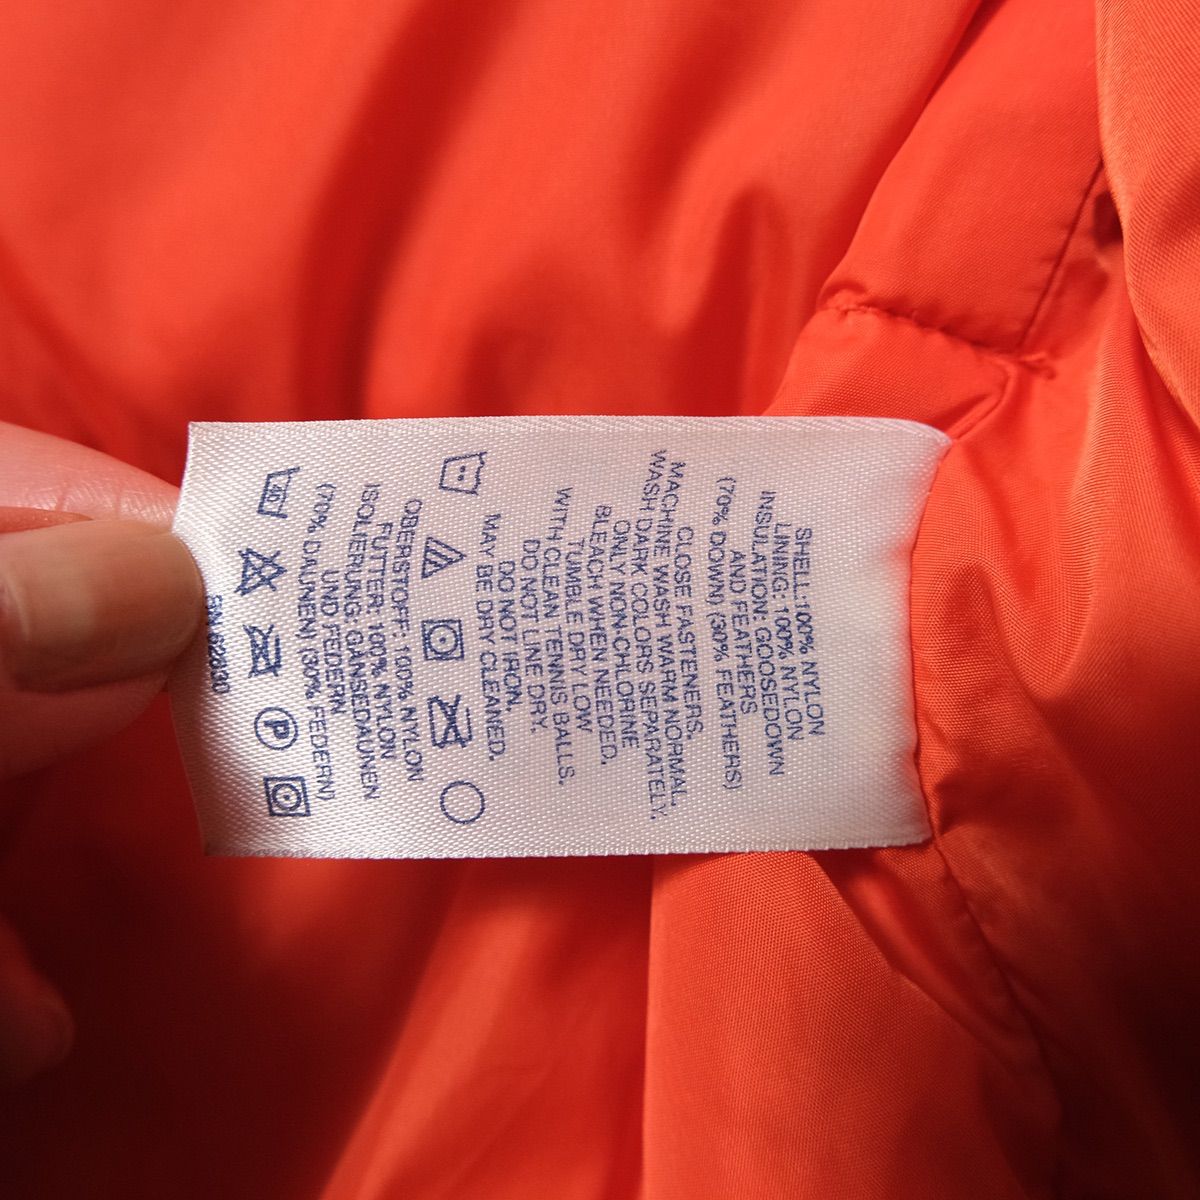 SHELL:100% NYLON
LINING: 100% NYLON
INSULATION: GOOSEDOWN
AND FEATHERS
(70% DOWN) (30% FEATHERS)
CLOSE FASTENERS.
MACHINE WASH WARM NORMAL.
WASH DARK COLORS SEPARATELY.
ONLY NON-CHLORINE
BLEACH WHEN NEEDED.
TUMBLE DRY LOW
WITH CLEAN TENNIS BALLS.
DO NOT LINE DRY.
DO NOT IRON.
MAY BE DRY CLEANED.
OBERSTOFF: 100% NYLON
FUTTER: 100% NYLON
ISOLIERUNG: GÄNSEDAUNEN
UND FEDERN
(70% DAUNEN) (30% FEDERN)
P